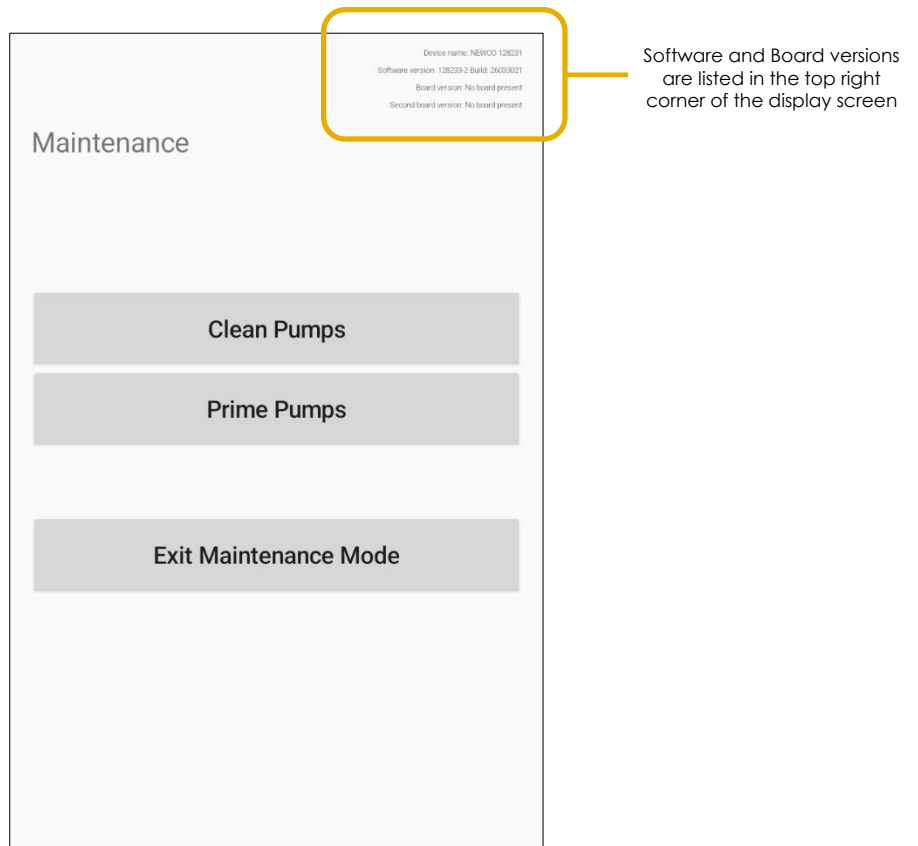 Device name: NEWCO 128231
Software version: 128233-2 Build: 26033021
Board version: No board present
Second board version: No board present
Software and Board versions
are listed in the top right
corner of the display screen
Maintenance
Clean Pumps
Prime Pumps
Exit Maintenance Mode